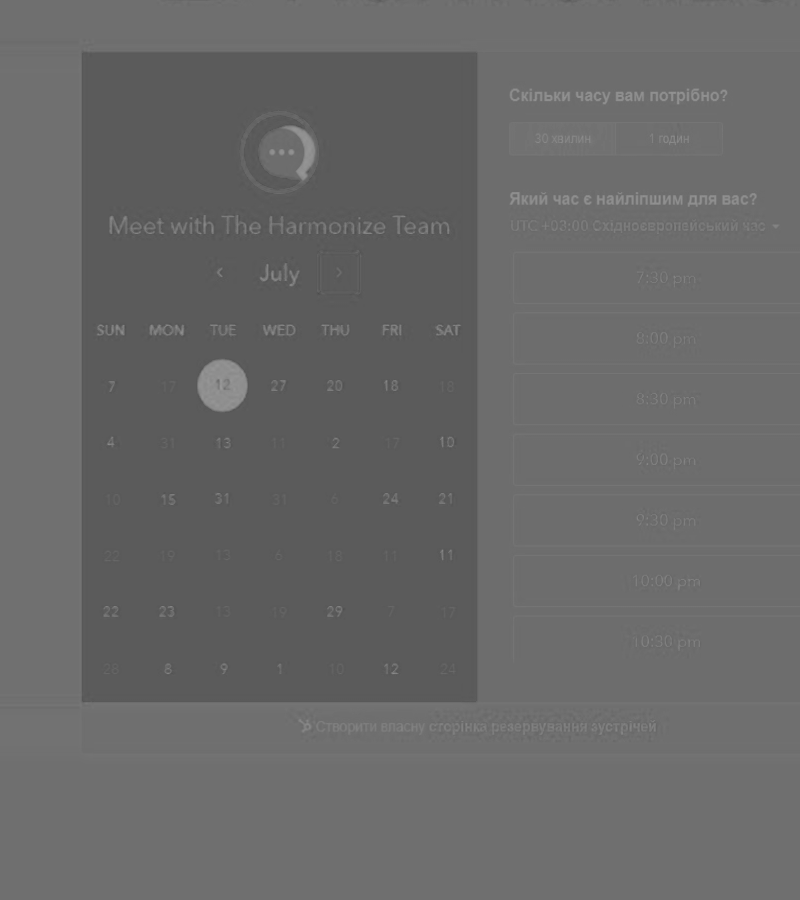 Meet with The Harmonize Team
July
SUN MON TUE WED THU FRI SAT
7 17 12 27 20 18 18
4 31 13 11 2 17 10
10 15 31 31 6 24 21
22 19 13 6 18 11 11
22 23 13 19 29 7 17
28 8 9 1 10 12 24
Скільки часу вам потрібно?
30 хвилин 1 годин
Який час є найліпшим для вас?
UTC +03:00 Східноєвропейський час
7:30 pm
8:00 pm
8:30 pm
9:00 pm
9:30 pm
10:00 pm
10:30 pm
Створити власну сторінка резервування зустрічей